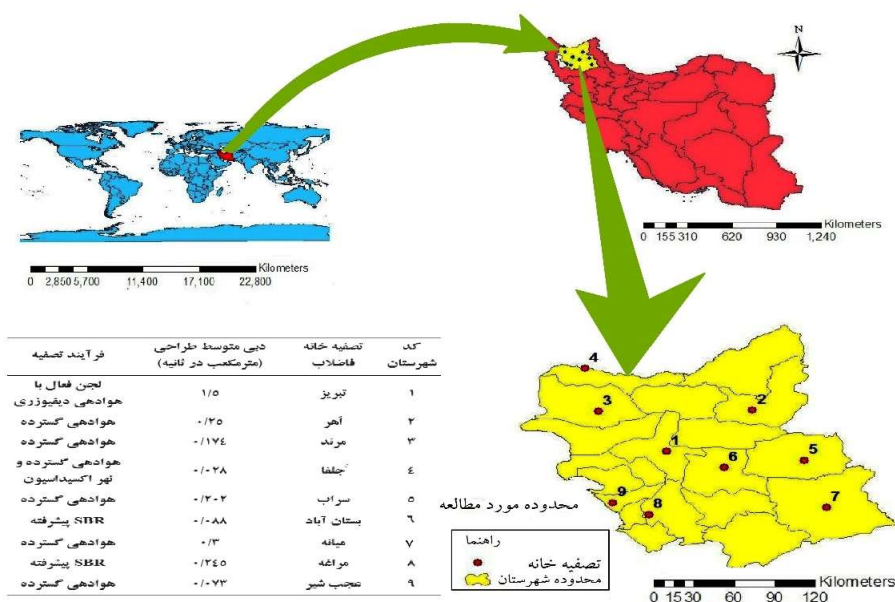 N
Kilometers
0 155 310 620 930 1,240
Kilometers
0 2,850 5,700 11,400 17,100 22,800
کد شهرستان تصفیه خانه فاضلاب دبی متوسط طراحی (مترمکعب در ثانیه) فرآیند تصفیه
۱ تبریز ۱/۵ لجن فعال با هوادهی دیفیوزری
۲ اهر ۰/۲۵ هوادهی گسترده
۳ مرند ۰/۱۷٤ هوادهی گسترده
٤ جلفا ۰/۰۲۸ هوادهی گسترده و نهر اکسیداسیون
۵ سراب ۰/۲۰۲ هوادهی گسترده
٦ بستان آباد ۰/۰۸۸ SBR پیشرفته
۷ میانه ۰/۳ هوادهی گسترده
۸ مراغه ۰/۲٤۵ SBR پیشرفته
۹ عجب شیر ۰/۰۷۳ هوادهی گسترده
4
3
2
1
6
5
9
8
7
محدوده مورد مطالعه
راهنما
تصفیه خانه
محدوده شهرستان
Kilometers
0 15 30 60 90 120